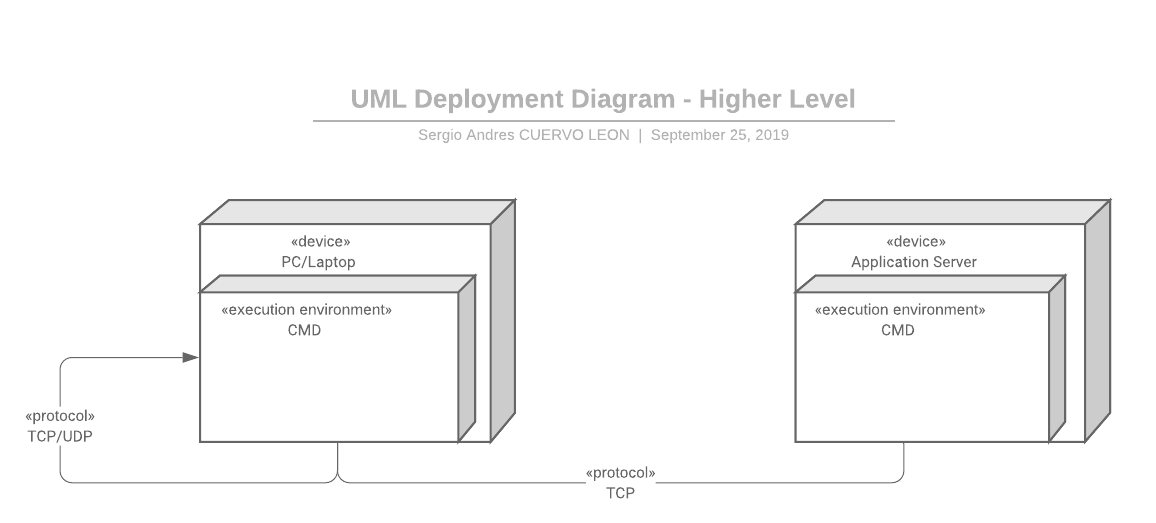 UML Deployment Diagram - Higher Level
Sergio Andres CUERVO LEON | September 25, 2019
«device»
PC/Laptop
«execution environment»
CMD
«device»
Application Server
«execution environment»
CMD
«protocol»
TCP/UDP
«protocol»
TCP